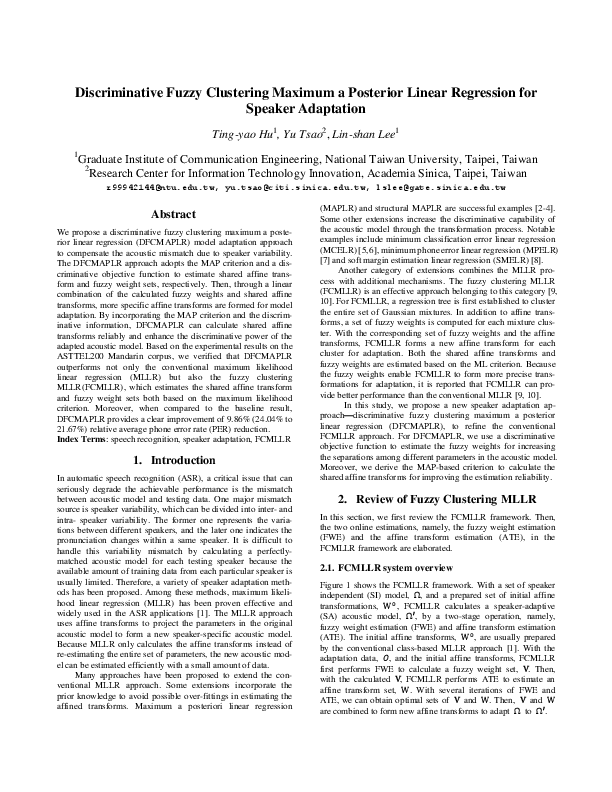 Discriminative Fuzzy Clustering Maximum a Posterior Linear Regression for
Speaker Adaptation
Ting-yao Hu1, Yu Tsao2, Lin-shan Lee1
1Graduate Institute of Communication Engineering, National Taiwan University, Taipei, Taiwan
2Research Center for Information Technology Innovation, Academia Sinica, Taipei, Taiwan
r99942144@ntu.edu.tw, yu.tsao@citi.sinica.edu.tw, lslee@gate.sinica.edu.tw
Abstract
We propose a discriminative fuzzy clustering maximum a poste-
rior linear regression (DFCMAPLR) model adaptation approach
to compensate the acoustic mismatch due to speaker variability.
The DFCMAPLR approach adopts the MAP criterion and a dis-
criminative objective function to estimate shared affine trans-
form and fuzzy weight sets, respectively. Then, through a linear
combination of the calculated fuzzy weights and shared affine
transforms, more specific affine transforms are formed for model
adaptation. By incorporating the MAP criterion and the discrim-
inative information, DFCMAPLR can calculate shared affine
transforms reliably and enhance the discriminative power of the
adapted acoustic model. Based on the experimental results on the
ASTTEL200 Mandarin corpus, we verified that DFCMAPLR
outperforms not only the conventional maximum likelihood
linear regression (MLLR) but also the fuzzy clustering
MLLR(FCMLLR), which estimates the shared affine transform
and fuzzy weight sets both based on the maximum likelihood
criterion. Moreover, when compared to the baseline result,
DFCMAPLR provides a clear improvement of 9.86% (24.04% to
21.67%) relative average phone error rate (PER) reduction.
Index Terms: speech recognition, speaker adaptation, FCMLLR
1. Introduction
In automatic speech recognition (ASR), a critical issue that can
seriously degrade the achievable performance is the mismatch
between acoustic model and testing data. One major mismatch
source is speaker variability, which can be divided into inter- and
intra- speaker variability. The former one represents the varia-
tions between different speakers, and the later one indicates the
pronunciation changes within a same speaker. It is difficult to
handle this variability mismatch by calculating a perfectly-
matched acoustic model for each testing speaker because the
available amount of training data from each particular speaker is
usually limited. Therefore, a variety of speaker adaptation meth-
ods has been proposed. Among these methods, maximum likeli-
hood linear regression (MLLR) has been proven effective and
widely used in the ASR applications [1]. The MLLR approach
uses affine transforms to project the parameters in the original
acoustic model to form a new speaker-specific acoustic model.
Because MLLR only calculates the affine transforms instead of
re-estimating the entire set of parameters, the new acoustic mod-
el can be estimated efficiently with a small amount of data.
Many approaches have been proposed to extend the con-
ventional MLLR approach. Some extensions incorporate the
prior knowledge to avoid possible over-fittings in estimating the
affined transforms. Maximum a posteriori linear regression
(MAPLR) and structural MAPLR are successful examples [2-4].
Some other extensions increase the discriminative capability of
the acoustic model through the transformation process. Notable
examples include minimum classification error linear regression
(MCELR) [5,6], minimum phone error linear regression (MPELR)
[7] and soft margin estimation linear regression (SMELR) [8].
Another category of extensions combines the MLLR pro-
cess with additional mechanisms. The fuzzy clustering MLLR
(FCMLLR) is an effective approach belonging to this category [9,
10]. For FCMLLR, a regression tree is first established to cluster
the entire set of Gaussian mixtures. In addition to affine trans-
forms, a set of fuzzy weights is computed for each mixture clus-
ter. With the corresponding set of fuzzy weights and the affine
transforms, FCMLLR forms a new affine transform for each
cluster for adaptation. Both the shared affine transforms and
fuzzy weights are estimated based on the ML criterion. Because
the fuzzy weights enable FCMLLR to form more precise trans-
formations for adaptation, it is reported that FCMLLR can pro-
vide better performance than the conventional MLLR [9, 10].
In this study, we propose a new speaker adaptation ap-
proach—discriminative fuzzy clustering maximum a posterior
linear regression (DFCMAPLR), to refine the conventional
FCMLLR approach. For DFCMAPLR, we use a discriminative
objective function to estimate the fuzzy weights for increasing
the separations among different parameters in the acoustic model.
Moreover, we derive the MAP-based criterion to calculate the
shared affine transforms for improving the estimation reliability.
2. Review of Fuzzy Clustering MLLR
In this section, we first review the FCMLLR framework. Then,
the two online estimations, namely, the fuzzy weight estimation
(FWE) and the affine transform estimation (ATE), in the
FCMLLR framework are elaborated.
2.1. FCMLLR system overview
Figure 1 shows the FCMLLR framework. With a set of speaker
independent (SI) model, Ω, and a prepared set of initial affine
transformations, W⁰, FCMLLR calculates a speaker-adaptive
(SA) acoustic model, Ω′, by a two-stage operation, namely,
fuzzy weight estimation (FWE) and affine transform estimation
(ATE). The initial affine transforms, W⁰, are usually prepared
by the conventional class-based MLLR approach [1]. With the
adaptation data, O, and the initial affine transforms, FCMLLR
first performs FWE to calculate a fuzzy weight set, V. Then,
with the calculated V, FCMLLR performs ATE to estimate an
affine transform set, W. With several iterations of FWE and
ATE, we can obtain optimal sets of V and W. Then, V and W
are combined to form new affine transforms to adapt Ω to Ω′.